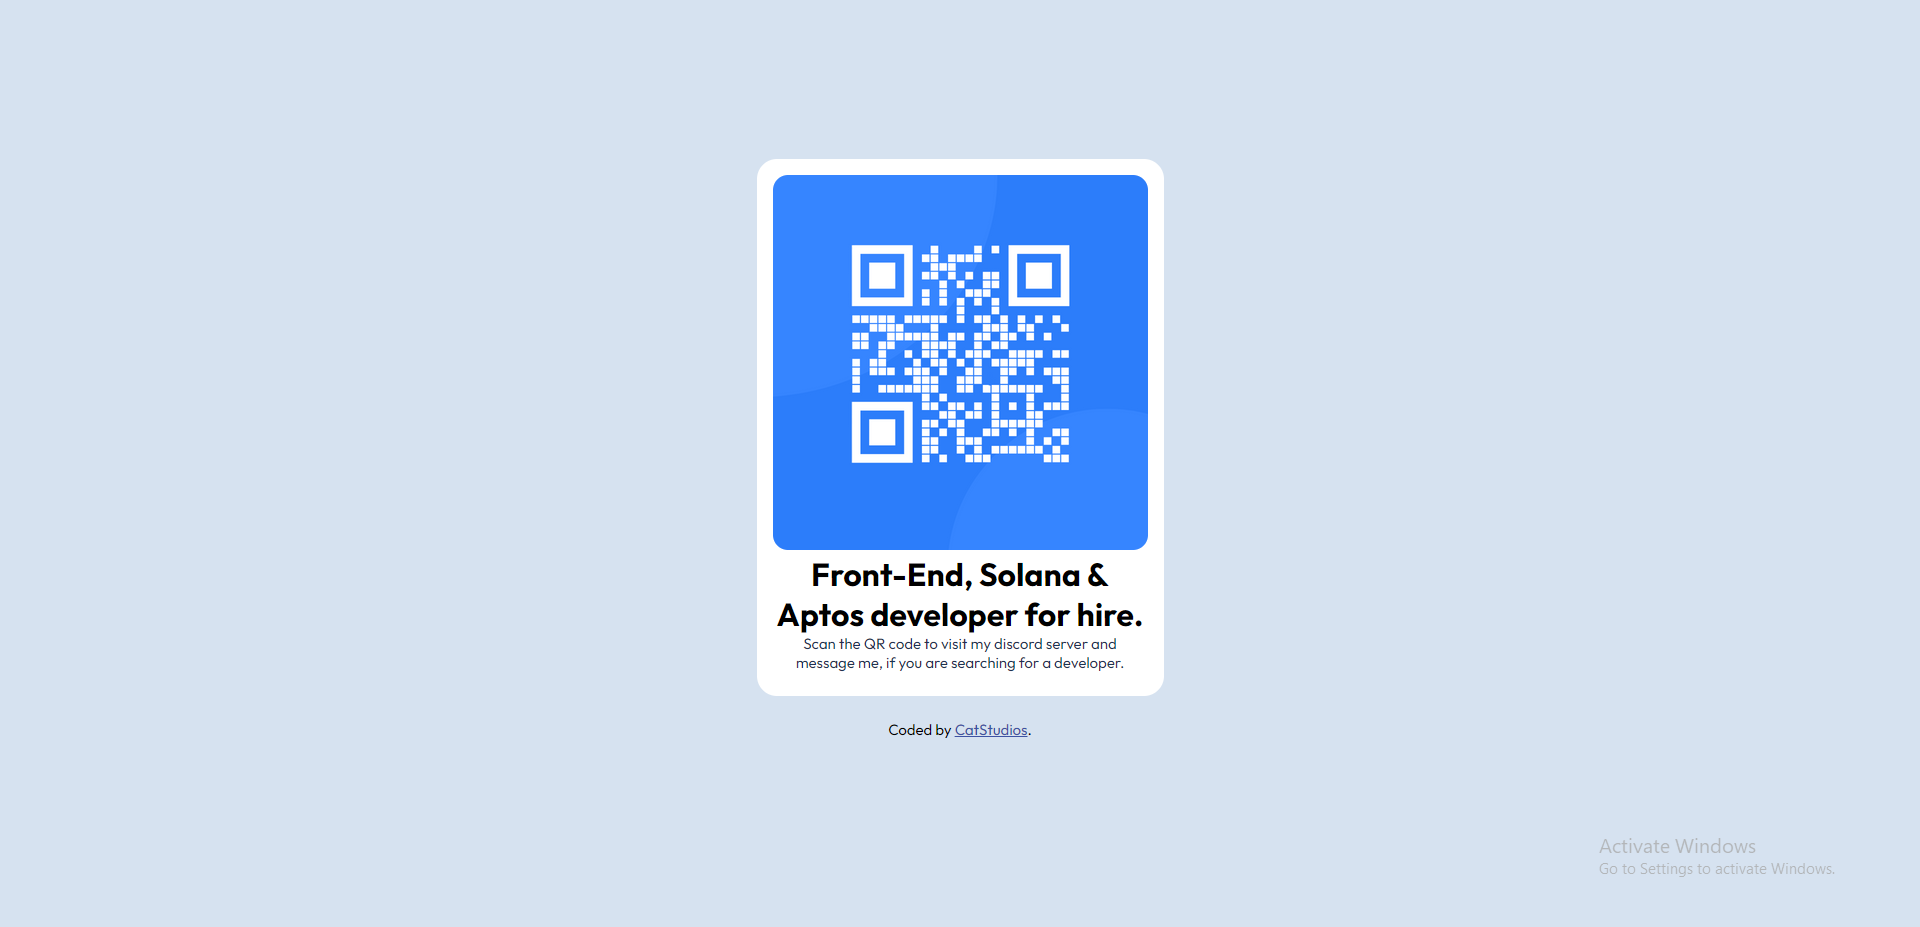 Front-End, Solana &
Aptos developer for hire.
Scan the QR code to visit my discord server and
message me, if you are searching for a developer.
Coded by CatStudios.
Activate Windows
Go to Settings to activate Windows.